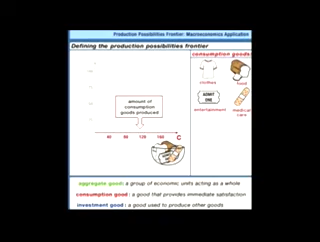 Production Possibilities Frontier: Macroeconomics Application
Defining the production possibilities frontier
consumption goods
clothes
food
ADMIT
ONE
entertainment
medical
care
amount of
consumption
goods produced
40 80 120 160 C
aggregate good: a group of economic units acting as a whole
consumption good: a good that provides immediate satisfaction
investment good: a good used to produce other goods